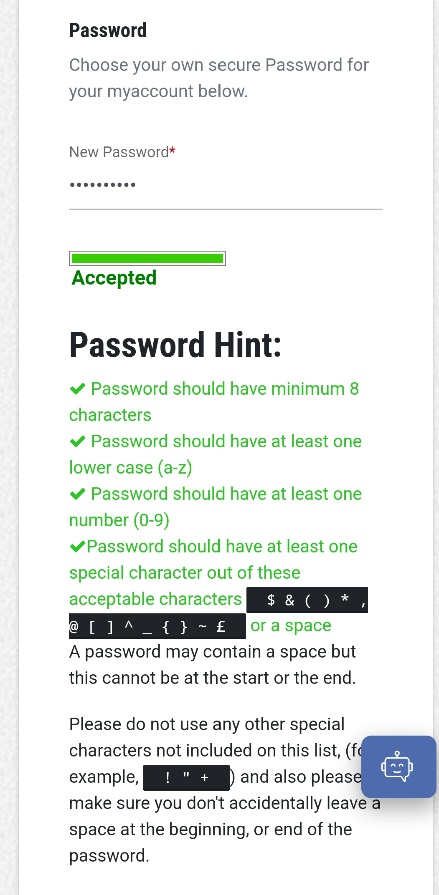 Password
Choose your own secure Password for
your myaccount below.
New Password*
••••••••••
Accepted
Password Hint:
✔ Password should have minimum 8
characters
✔ Password should have at least one
lower case (a-z)
✔ Password should have at least one
number (0-9)
✔Password should have at least one
special character out of these
acceptable characters $ & ( ) * ,
@ [ ] ^ _ { } ~ £ or a space
A password may contain a space but
this cannot be at the start or the end.
Please do not use any other special
characters not included on this list, (
example, ! " + ) and also please
make sure you don't accidentally leave a
space at the beginning, or end of the
password.